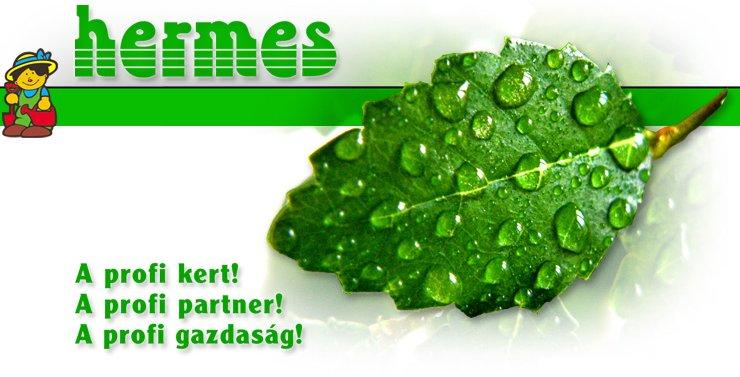 hermes
A profi kert!
A profi partner!
A profi gazdaság!